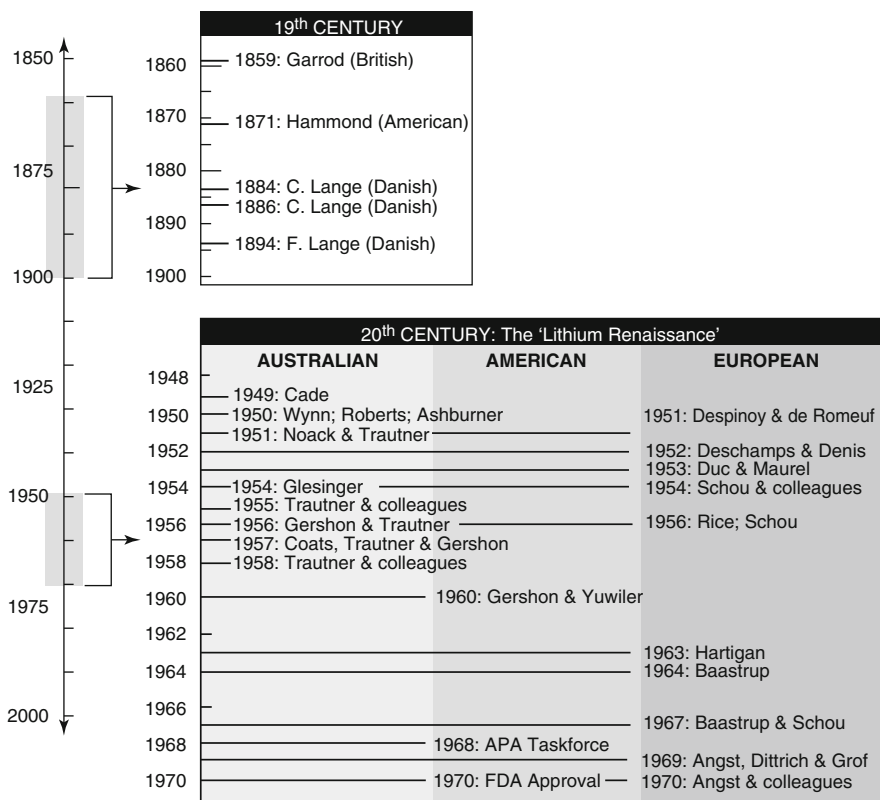 1850
1875
1900
1925
1950
1975
2000
19th CENTURY
1860
1870
1880
1890
1900
1859: Garrod (British)
1871: Hammond (American)
1884: C. Lange (Danish)
1886: C. Lange (Danish)
1894: F. Lange (Danish)
20th CENTURY: The ‘Lithium Renaissance’
AUSTRALIAN
AMERICAN
EUROPEAN
1948
1950
1952
1954
1956
1958
1960
1962
1964
1966
1968
1970
1949: Cade
1950: Wynn; Roberts; Ashburner
1951: Noack & Trautner
1954: Glesinger
1955: Trautner & colleagues
1956: Gershon & Trautner
1957: Coats, Trautner & Gershon
1958: Trautner & colleagues
1960: Gershon & Yuwiler
1968: APA Taskforce
1970: FDA Approval
1951: Despinoy & de Romeuf
1952: Deschamps & Denis
1953: Duc & Maurel
1954: Schou & colleagues
1956: Rice; Schou
1963: Hartigan
1964: Baastrup
1967: Baastrup & Schou
1969: Angst, Dittrich & Grof
1970: Angst & colleagues